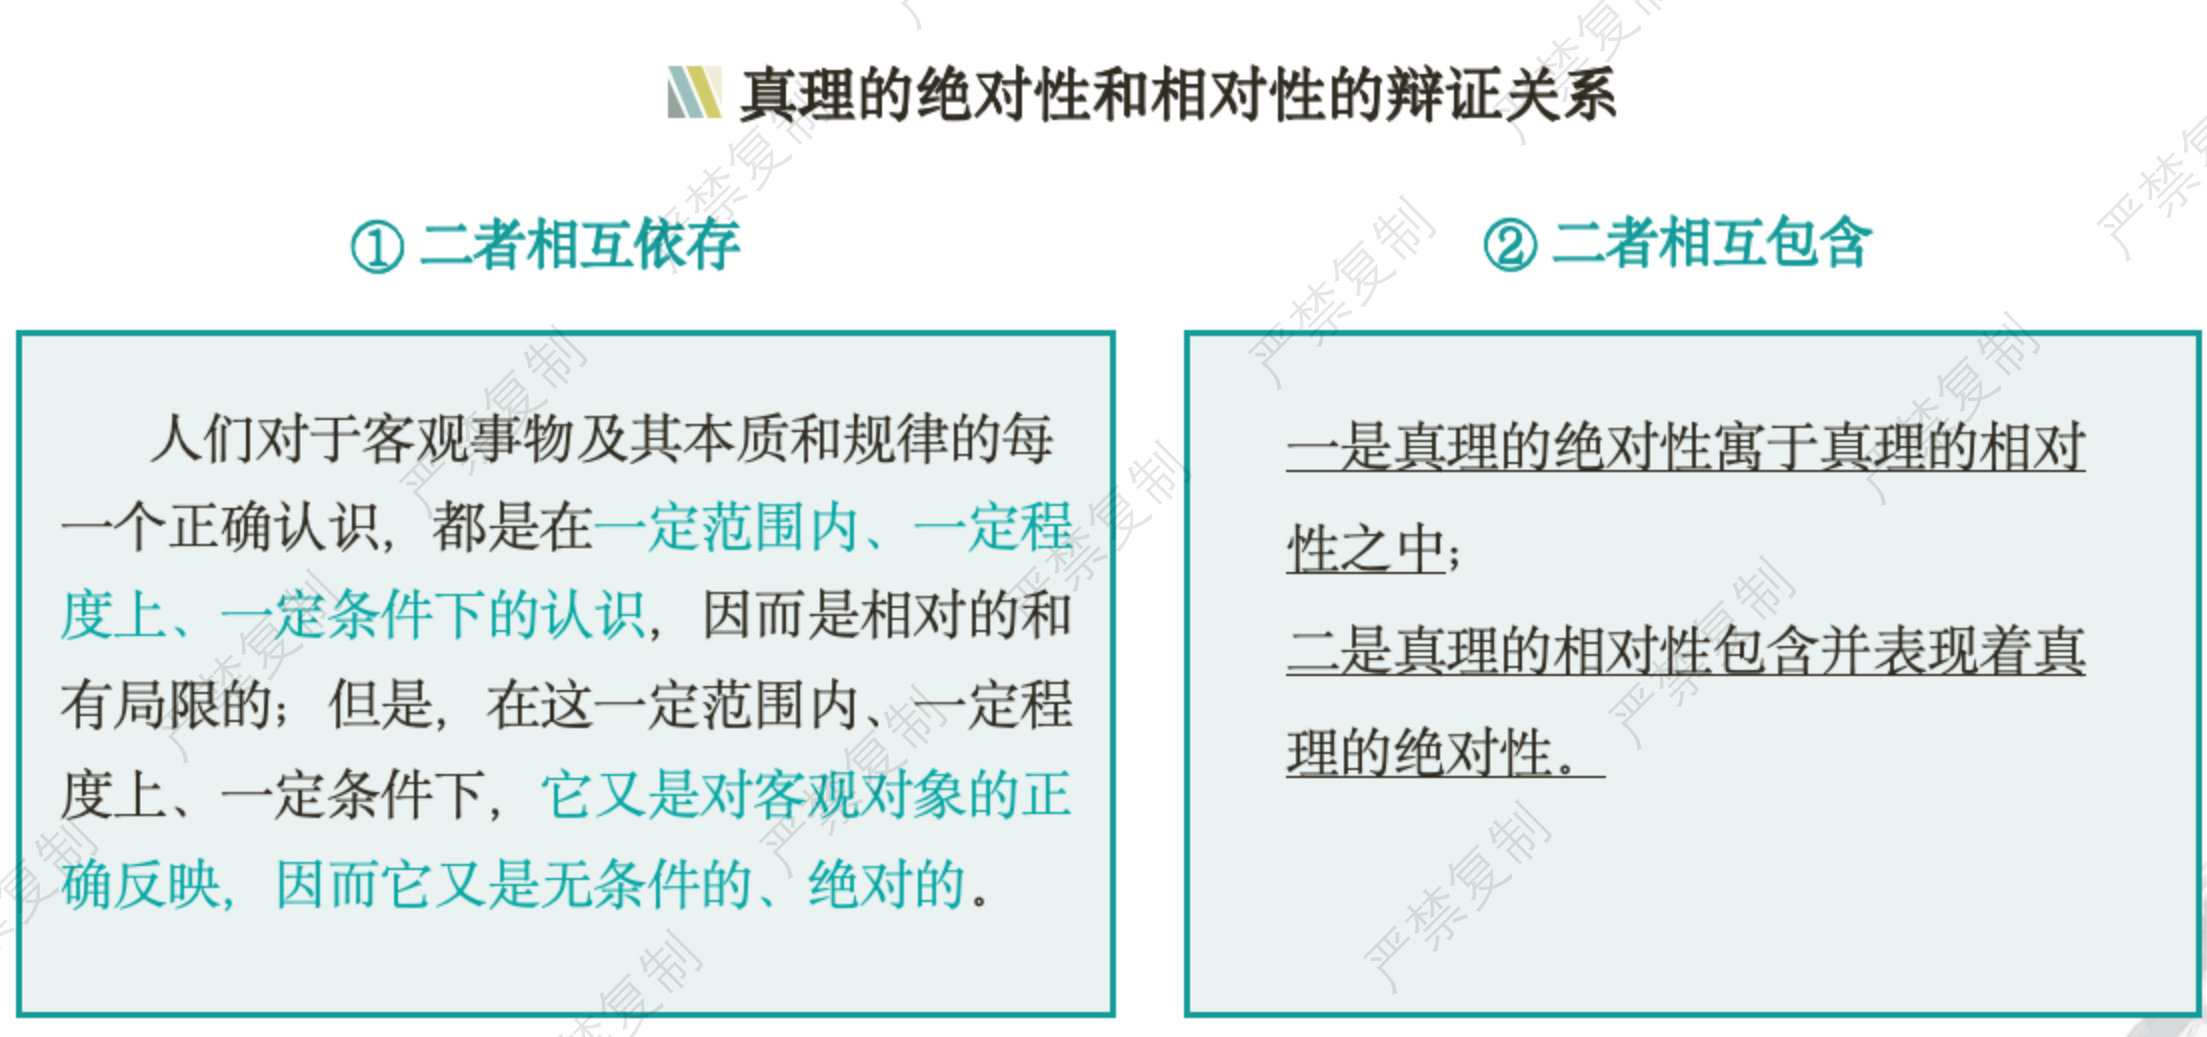 真理的绝对性和相对性的辩证关系
① 二者相互依存
人们对于客观事物及其本质和规律的每
一个正确认识，都是在一定范围内、一定程
度上、一定条件下的认识，因而是相对的和
有局限的；但是，在这一定范围内、一定程
度上、一定条件下，它又是对客观对象的正
确反映，因而它又是无条件的、绝对的。
② 二者相互包含
一是真理的绝对性寓于真理的相对
性之中；
二是真理的相对性包含并表现着真
理的绝对性。
严禁复制
严禁复制
严禁复制
严禁复制
严禁复制
严禁复制
严禁复制
严禁复制
严禁复制
严禁复制